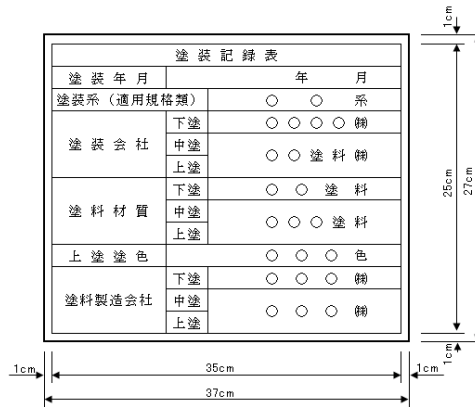 1cm
塗装記録表
塗装年月 年 月
塗装系（適用規格類） ○ ○ 系
塗装会社 下塗 ○○○○㈱
中塗 ○○塗料㈱
上塗
塗料材質 下塗 ○ ○ 塗 料
中塗 ○○○塗料
上塗
上塗塗色 ○ ○ ○ 色
塗料製造会社 下塗 ○ ○ ○ ㈱
中塗 ○ ○ ○ ㈱
上塗
25cm
27cm
1cm
1cm 35cm 1cm
37cm